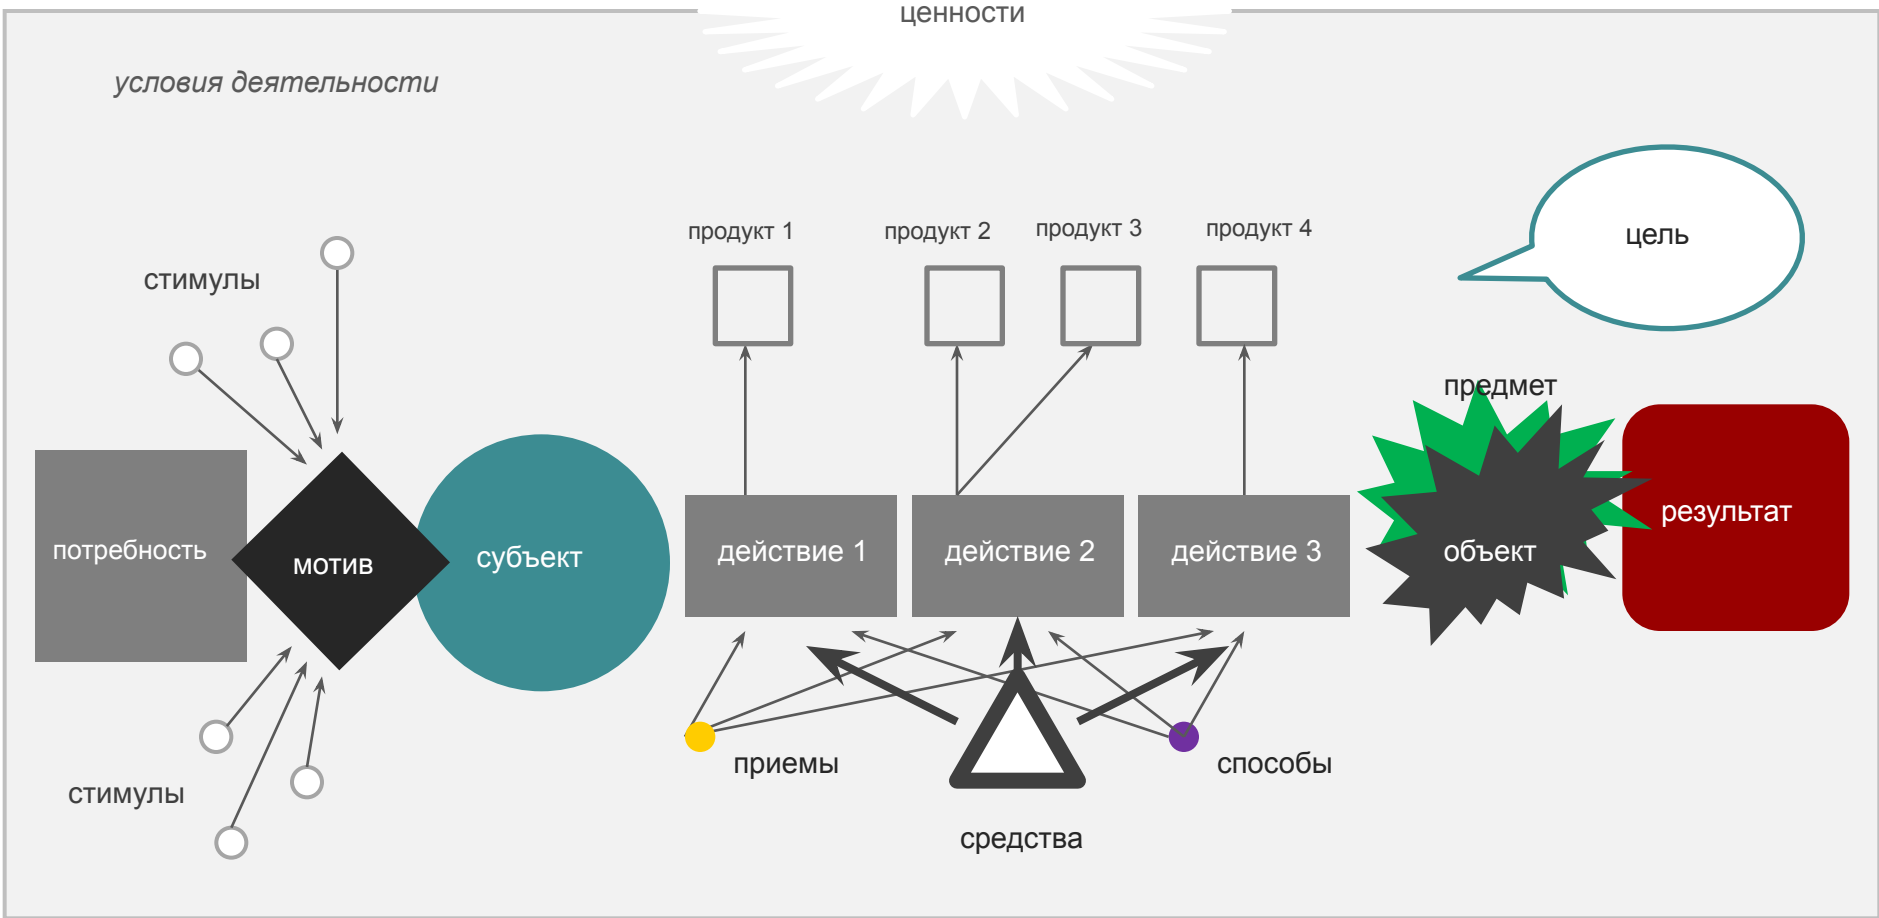 ценности
условия деятельности
стимулы
продукт 1
продукт 2
продукт 3
продукт 4
цель
предмет
потребность
мотив
субъект
действие 1
действие 2
действие 3
объект
результат
приемы
способы
стимулы
средства